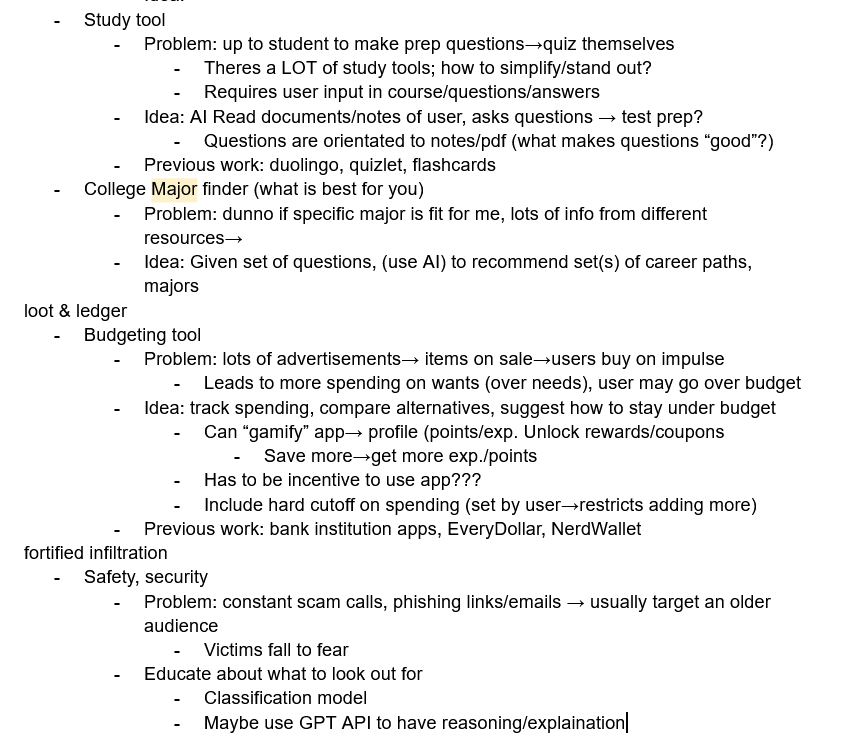 - Study tool
- Problem: up to student to make prep questions→quiz themselves
- Theres a LOT of study tools; how to simplify/stand out?
- Requires user input in course/questions/answers
- Idea: AI Read documents/notes of user, asks questions → test prep?
- Questions are orientated to notes/pdf (what makes questions “good”?)
- Previous work: duolingo, quizlet, flashcards
- College Major finder (what is best for you)
- Problem: dunno if specific major is fit for me, lots of info from different
resources→
- Idea: Given set of questions, (use AI) to recommend set(s) of career paths,
majors
loot & ledger
- Budgeting tool
- Problem: lots of advertisements→ items on sale→users buy on impulse
- Leads to more spending on wants (over needs), user may go over budget
- Idea: track spending, compare alternatives, suggest how to stay under budget
- Can “gamify” app→ profile (points/exp. Unlock rewards/coupons
- Save more→get more exp./points
- Has to be incentive to use app???
- Include hard cutoff on spending (set by user→restricts adding more)
- Previous work: bank institution apps, EveryDollar, NerdWallet
fortified infiltration
- Safety, security
- Problem: constant scam calls, phishing links/emails → usually target an older
audience
- Victims fall to fear
- Educate about what to look out for
- Classification model
- Maybe use GPT API to have reasoning/explaination